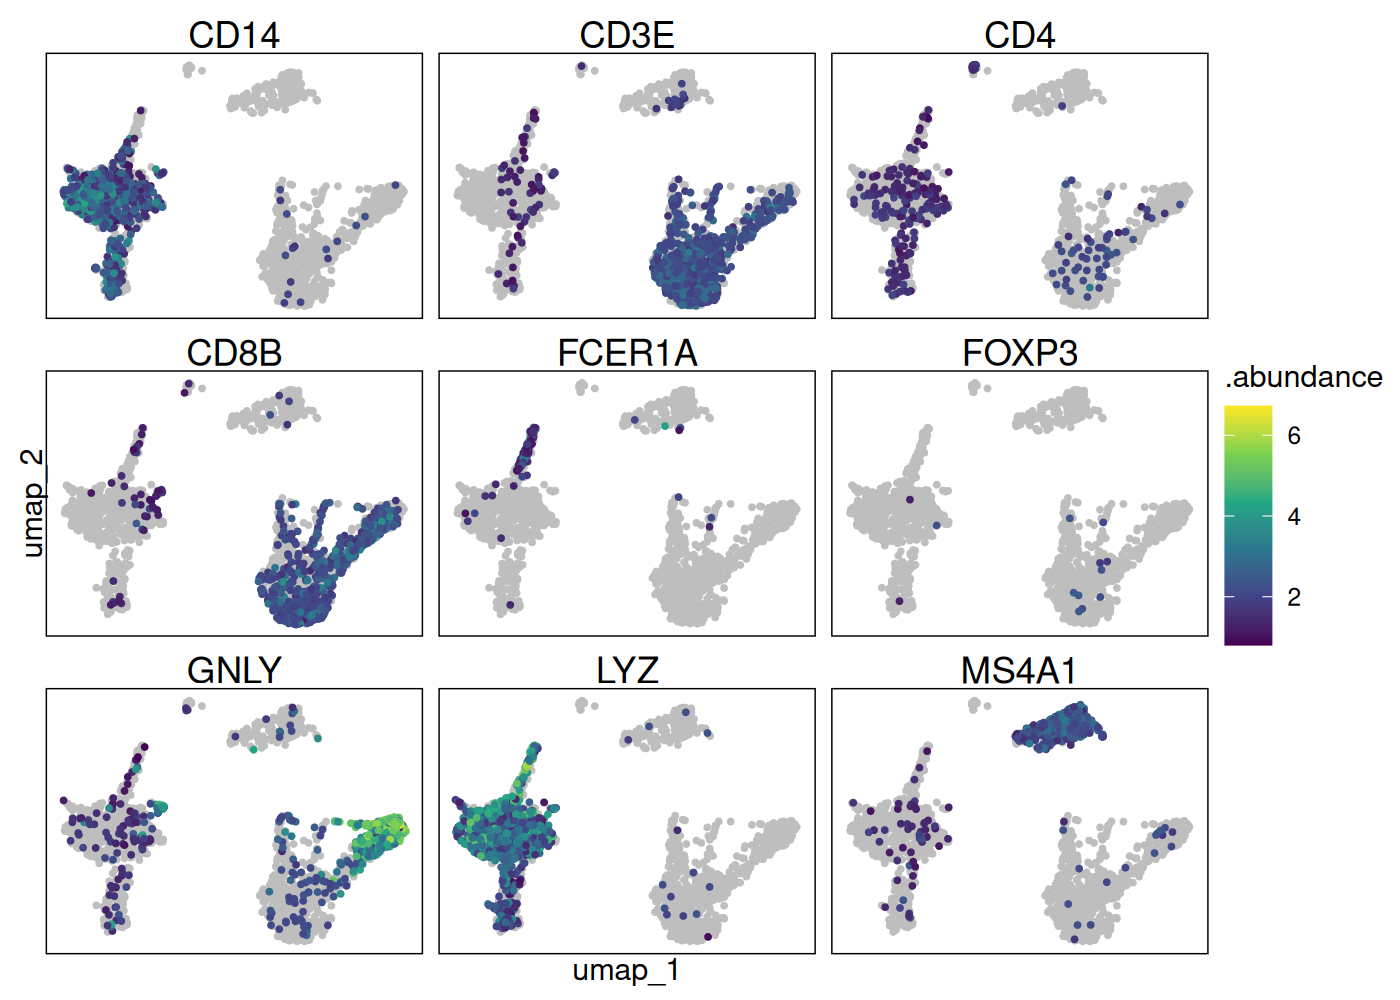 CD14 CD3E CD4
CD8B FCER1A FOXP3
.abundance
6
4
2
umap_2
GNLY LYZ MS4A1
umap_1